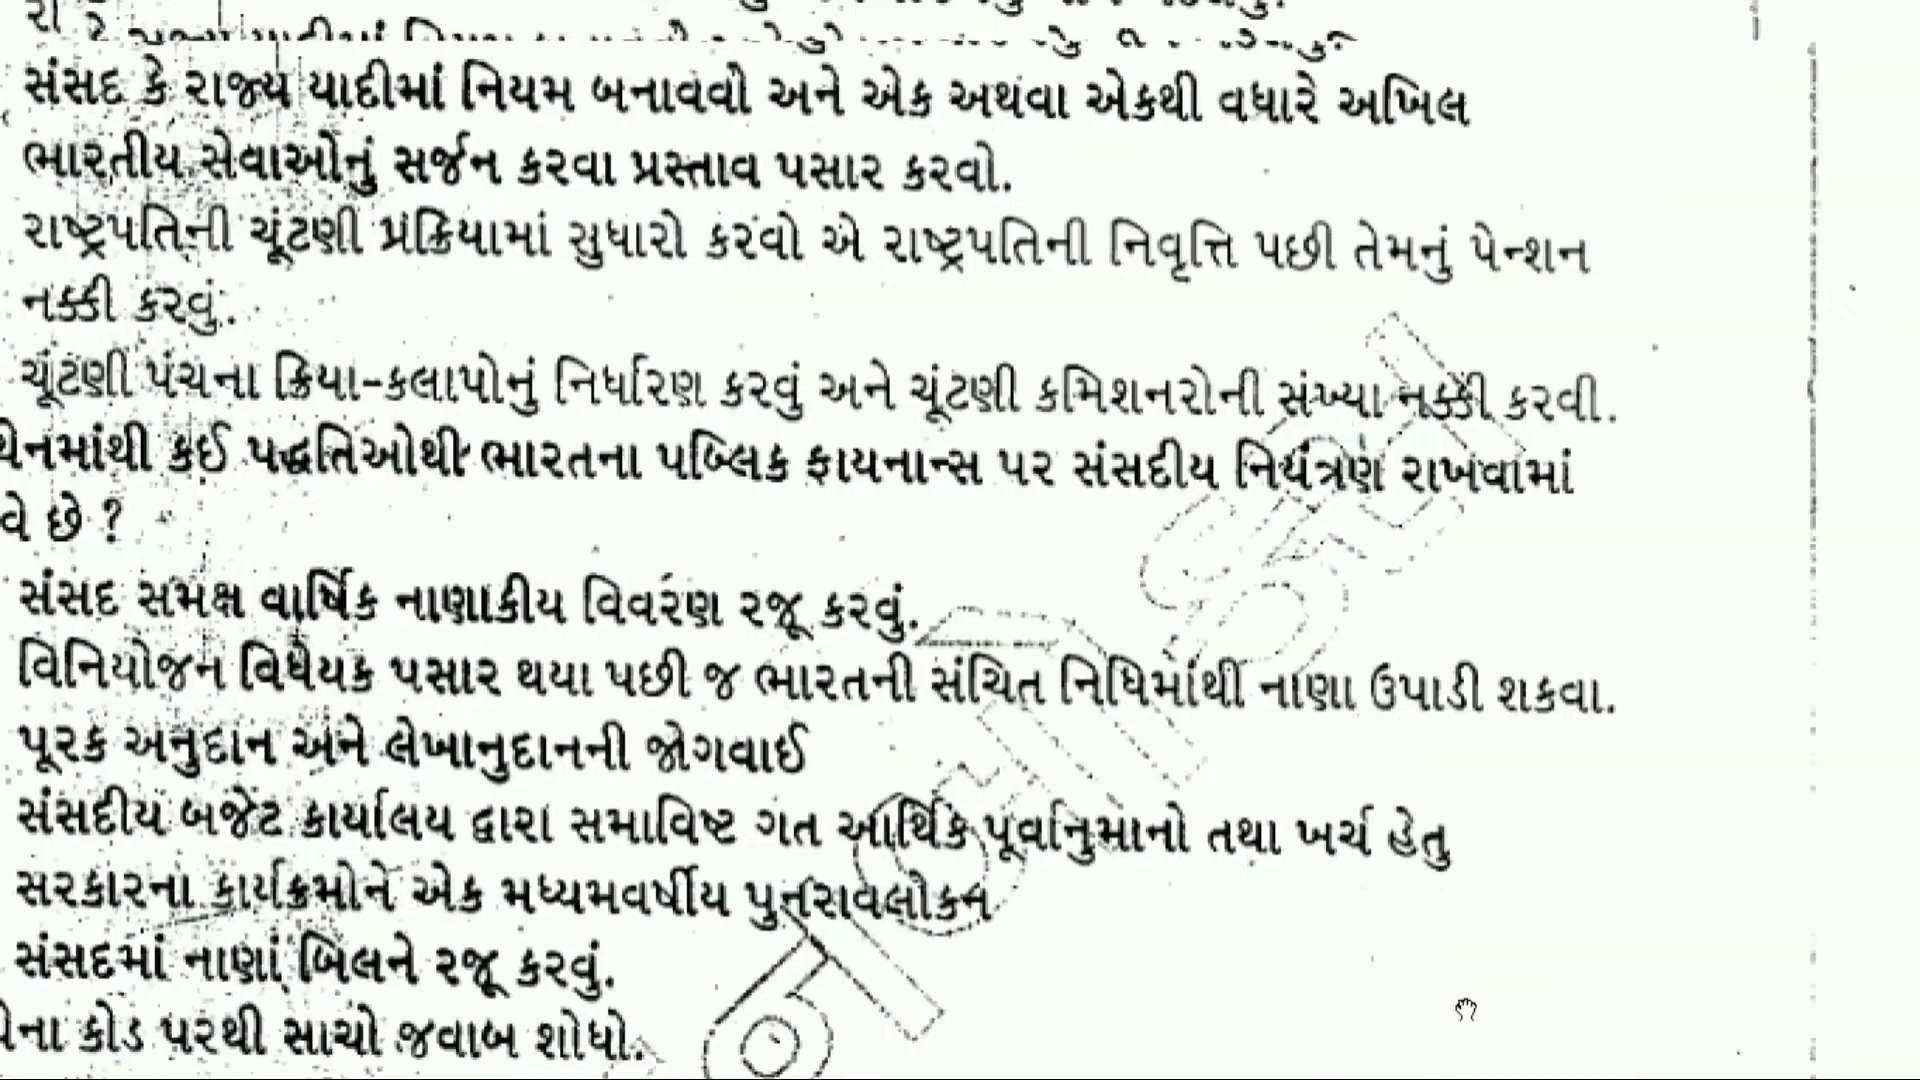 સંસદ કે રાજ્ય યાદીમાં નિયમ બનાવવો અને એક અથવા એકથી વધારે અખિલ
ભારતીય સેવાઓનું સર્જન કરવા પ્રસ્તાવ પસાર કરવો.
રાષ્ટ્રપતિની ચૂંટણી પ્રક્રિયામાં સુધારો કરવો એ રાષ્ટ્રપતિની નિવૃત્તિ પછી તેમનું પેન્શન
નક્કી કરવું.
ચૂંટણી પંચના ક્રિયા-કલાપોનું નિર્ધારણ કરવું અને ચૂંટણી કમિશનરોની સંખ્યા નક્કી કરવી.
કઈ પદ્ધતિઓથી ભારતના પબ્લિક ફાયનાન્સ પર સંસદીય નિયંત્રણ રાખવામાં
વે છે ?
સંસદ સમક્ષ વાર્ષિક નાણાકીય વિવરણ રજૂ કરવું.
વિનિયોજન વિધેયક પસાર થયા પછી જ ભારતની સંચિત નિધિમાંથી નાણા ઉપાડી શકવા.
પૂરક અનુદાન અને લેખાનુદાનની જોગવાઈ
સંસદીય બજેટ કાર્યાલય દ્વારા સમાવિષ્ટ ગત આર્થિક પૂર્વાનુમાનો તથા ખર્ચ હેતુ
સરકારના કાર્યક્રમોને એક મધ્યમવર્ષીય પુર્નરાવલોકન
સંસદમાં નાણાં બિલને રજૂ કરવું.
કોડ પરથી સાચો જવાબ શોધો.